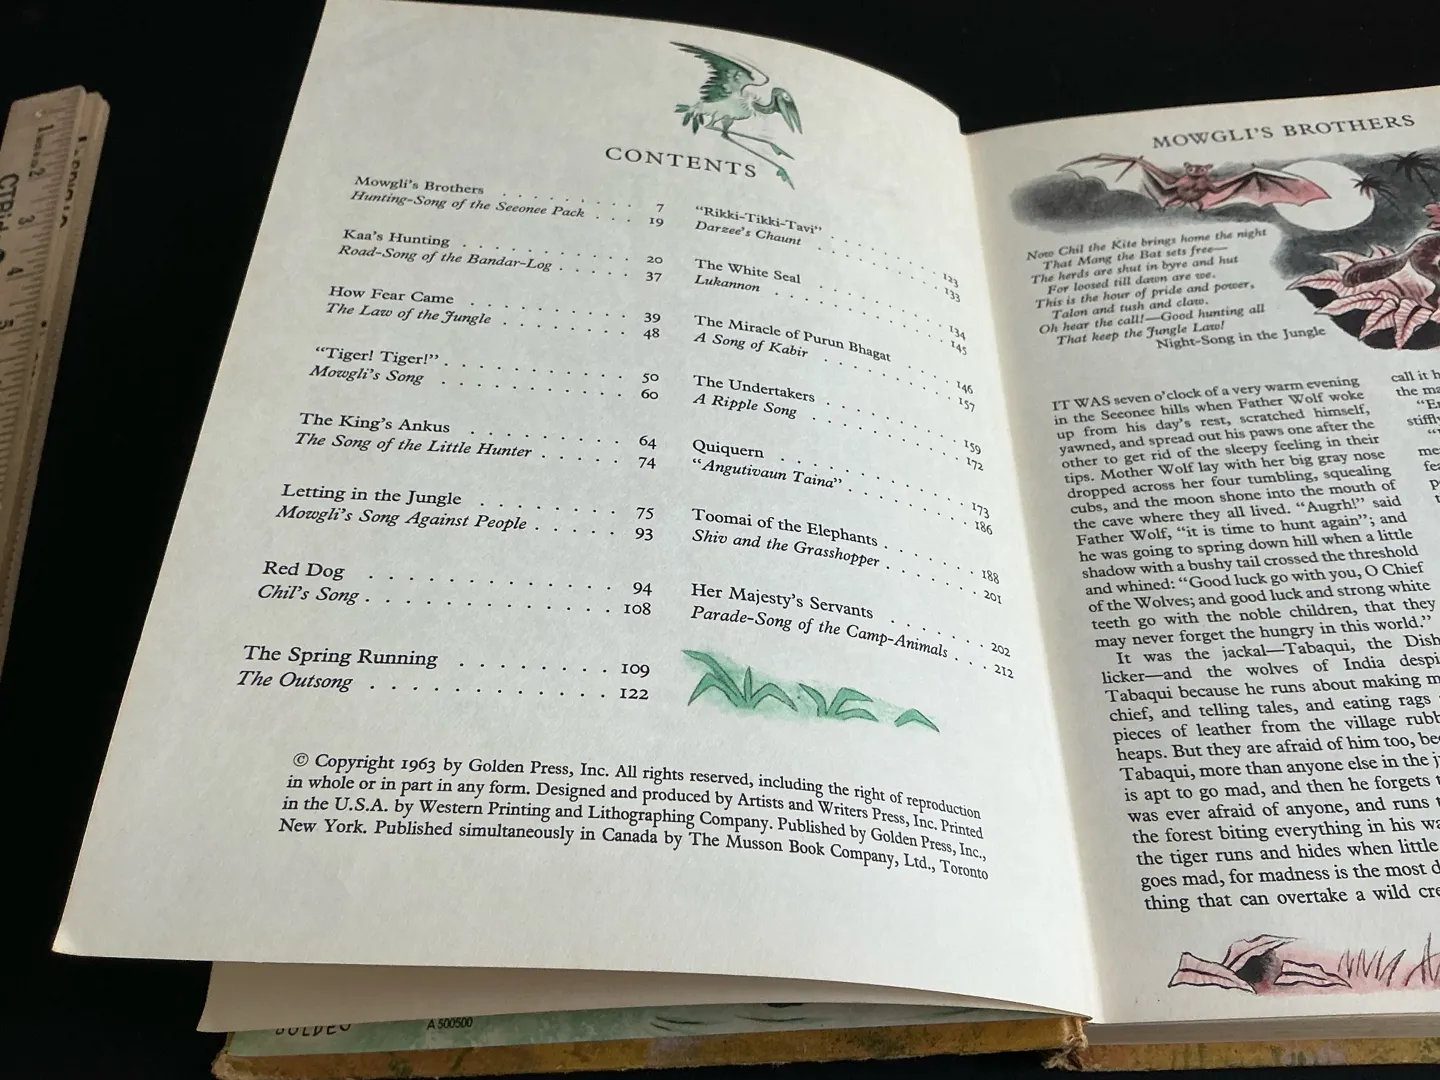 CONTENTS
Mowgli's Brothers . . . . . . . . 7
Hunting-Song of the Seeonee Pack . . . 19
Kaa's Hunting . . . . . . . . . . 20
Road-Song of the Bandar-Log . . . . . 37
How Fear Came . . . . . . . . . 39
The Law of the Jungle . . . . . . . . 48
"Tiger! Tiger!" . . . . . . . . . . . 50
Mowgli's Song . . . . . . . . . . 60
The King's Ankus . . . . . . . . 64
The Song of the Little Hunter . . . . . 74
Letting in the Jungle . . . . . . . 75
Mowgli's Song Against People . . . . . 93
Red Dog . . . . . . . . . . . . 94
Chil's Song . . . . . . . . . . . . 108
The Spring Running . . . . . . . . 109
The Outsong . . . . . . . . . . . . 122
"Rikki-Tikki-Tavi" . . . . . . . . . 123
Darzee's Chaunt . . . . . . . . . . 133
The White Seal . . . . . . . . . . 134
Lukannon . . . . . . . . . . . . 145
The Miracle of Purun Bhagat . . . . 146
A Song of Kabir . . . . . . . . . . 157
The Undertakers . . . . . . . . . 159
A Ripple Song . . . . . . . . . . 172
Quiquern . . . . . . . . . . . . 173
"Angutivaun Taina" . . . . . . . . 186
Toomai of the Elephants . . . . . . 188
Shiv and the Grasshopper . . . . . . 201
Her Majesty's Servants . . . . . . . 202
Parade-Song of the Camp-Animals . . . 212
© Copyright 1963 by Golden Press, Inc. All rights reserved, including the right of reproduction
in whole or in part in any form. Designed and produced by Artists and Writers Press, Inc. Printed
in the U.S.A. by Western Printing and Lithographing Company. Published by Golden Press, Inc.,
New York. Published simultaneously in Canada by The Musson Book Company, Ltd., Toronto
A 500500
MOWGLI'S BROTHERS
Now Chil the Kite brings home the night
That Mang the Bat sets free—
The herds are shut in byre and hut
For loosed till dawn are we.
This is the hour of pride and power,
Talon and tush and claw.
Oh hear the call!—Good hunting all
That keep the Jungle Law!
Night-Song in the Jungle
IT WAS seven o'clock of a very warm evening
in the Seeonee hills when Father Wolf woke
up from his day's rest, scratched himself,
yawned, and spread out his paws one after the
other to get rid of the sleepy feeling in their
tips. Mother Wolf lay with her big gray nose
dropped across her four tumbling, squealing
cubs, and the moon shone into the mouth of
the cave where they all lived. "Augrh!" said
Father Wolf, "it is time to hunt again"; and
he was going to spring down hill when a little
shadow with a bushy tail crossed the threshold
and whined: "Good luck go with you, O Chief
of the Wolves; and good luck and strong white
teeth go with the noble children, that they
may never forget the hungry in this world."
It was the jackal—Tabaqui, the Dish
licker—and the wolves of India despi
Tabaqui because he runs about making m
chief, and telling tales, and eating rags
pieces of leather from the village rubb
heaps. But they are afraid of him too, be
Tabaqui, more than anyone else in the j
is apt to go mad, and then he forgets t
was ever afraid of anyone, and runs t
the forest biting everything in his wa
the tiger runs and hides when little
goes mad, for madness is the most d
thing that can overtake a wild cre
call it h
the ma
stiffly
me
fea